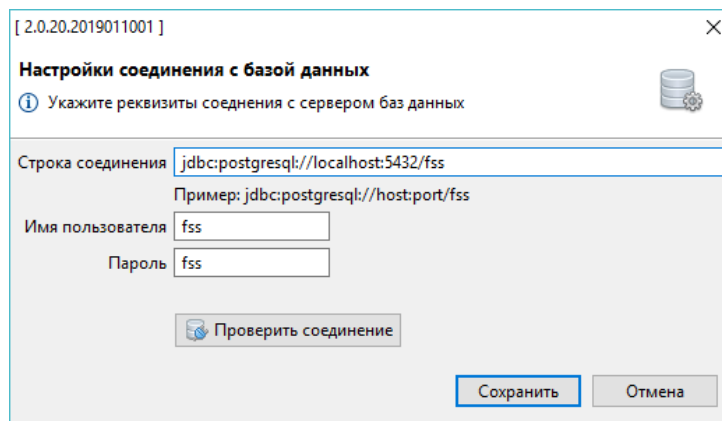 [ 2.0.20.2019011001 ]
Настройки соединения с базой данных
Укажите реквизиты соеднения с сервером баз данных
Строка соединения jdbc:postgresql://localhost:5432/fss
Пример: jdbc:postgresql://host:port/fss
Имя пользователя fss
Пароль fss
Проверить соединение
Сохранить Отмена